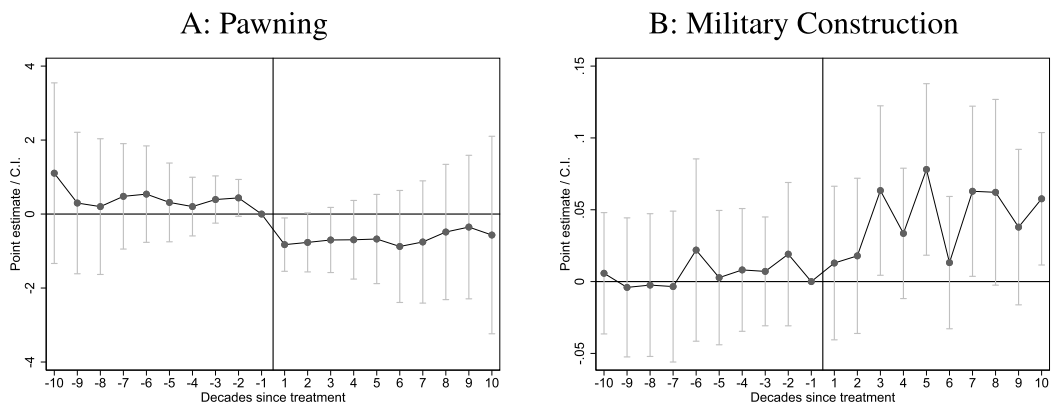 A: Pawning
4
2
0
-2
-4
Point estimate / C.I.
-10 -9 -8 -7 -6 -5 -4 -3 -2 -1 1 2 3 4 5 6 7 8 9 10
Decades since treatment
B: Military Construction
.15
.1
.05
0
-.05
Point estimate / C.I.
-10 -9 -8 -7 -6 -5 -4 -3 -2 -1 1 2 3 4 5 6 7 8 9 10
Decades since treatment